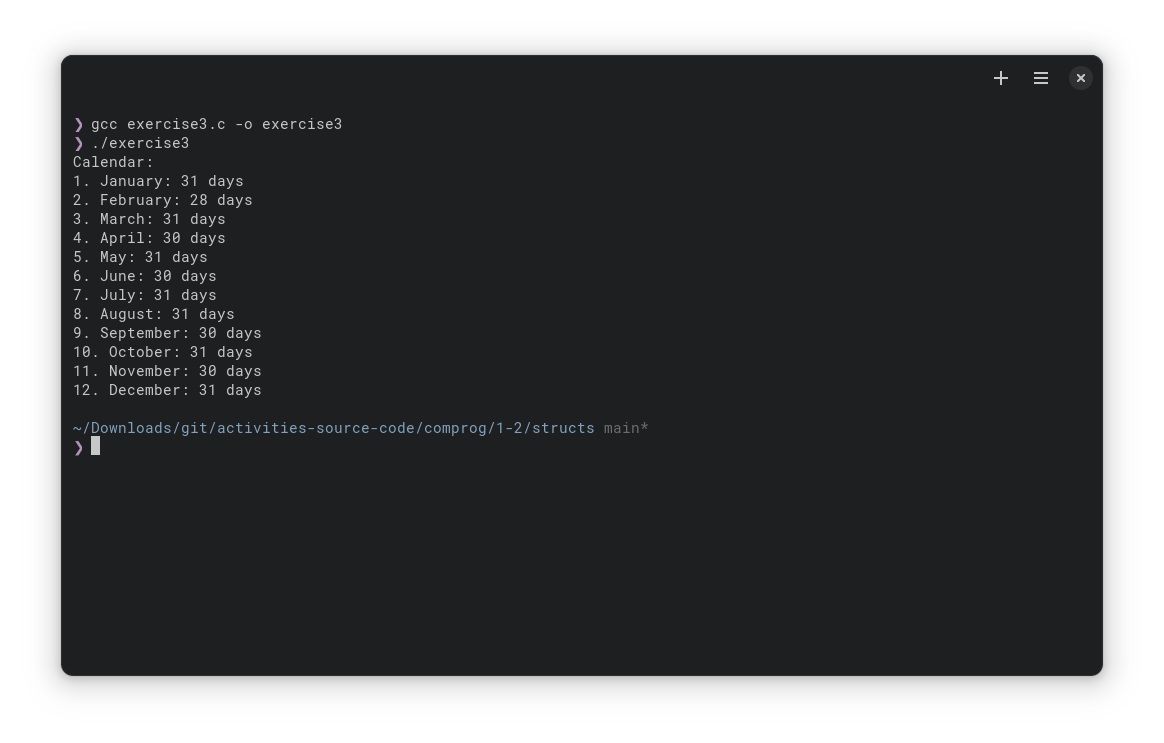 ❯ gcc exercise3.c -o exercise3
❯ ./exercise3
Calendar:
1. January: 31 days
2. February: 28 days
3. March: 31 days
4. April: 30 days
5. May: 31 days
6. June: 30 days
7. July: 31 days
8. August: 31 days
9. September: 30 days
10. October: 31 days
11. November: 30 days
12. December: 31 days
~/Downloads/git/activities-source-code/comprog/1-2/structs main*
❯